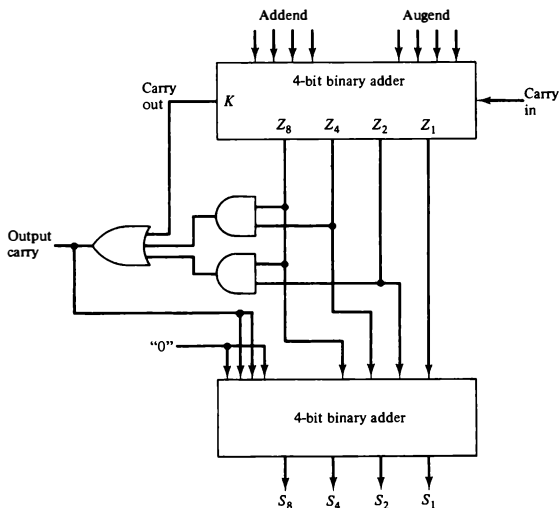 Addend Augend
4-bit binary adder
Carry out
K
Carry in
Z₈ Z₄ Z₂ Z₁
Output carry
"0"
4-bit binary adder
S₈ S₄ S₂ S₁